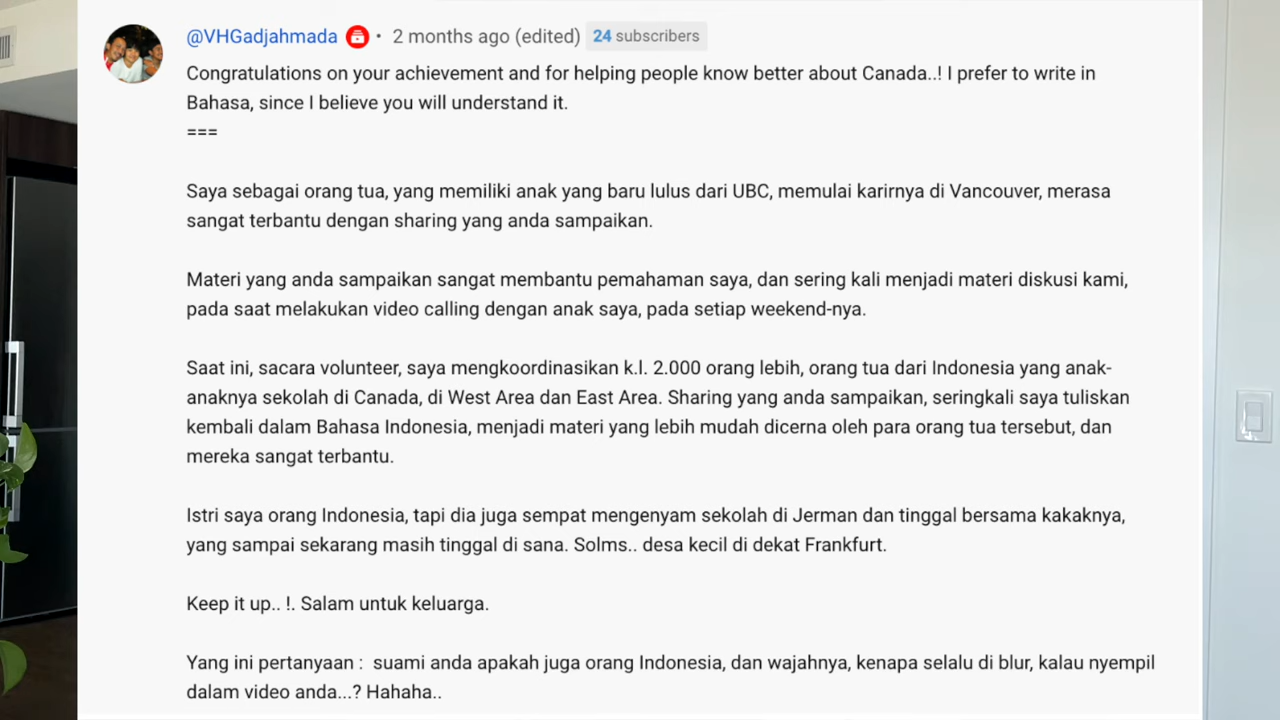 @VHGadjahmada • 2 months ago (edited) 24 subscribers
Congratulations on your achievement and for helping people know better about Canada..! I prefer to write in
Bahasa, since I believe you will understand it.
===
Saya sebagai orang tua, yang memiliki anak yang baru lulus dari UBC, memulai karirnya di Vancouver, merasa
sangat terbantu dengan sharing yang anda sampaikan.
Materi yang anda sampaikan sangat membantu pemahaman saya, dan sering kali menjadi materi diskusi kami,
pada saat melakukan video calling dengan anak saya, pada setiap weekend-nya.
Saat ini, sacara volunteer, saya mengkoordinasikan k.l. 2.000 orang lebih, orang tua dari Indonesia yang anak-
anaknya sekolah di Canada, di West Area dan East Area. Sharing yang anda sampaikan, seringkali saya tuliskan
kembali dalam Bahasa Indonesia, menjadi materi yang lebih mudah dicerna oleh para orang tua tersebut, dan
mereka sangat terbantu.
Istri saya orang Indonesia, tapi dia juga sempat mengenyam sekolah di Jerman dan tinggal bersama kakaknya,
yang sampai sekarang masih tinggal di sana. Solms.. desa kecil di dekat Frankfurt.
Keep it up.. !. Salam untuk keluarga.
Yang ini pertanyaan :  suami anda apakah juga orang Indonesia, dan wajahnya, kenapa selalu di blur, kalau nyempil
dalam video anda...? Hahaha..